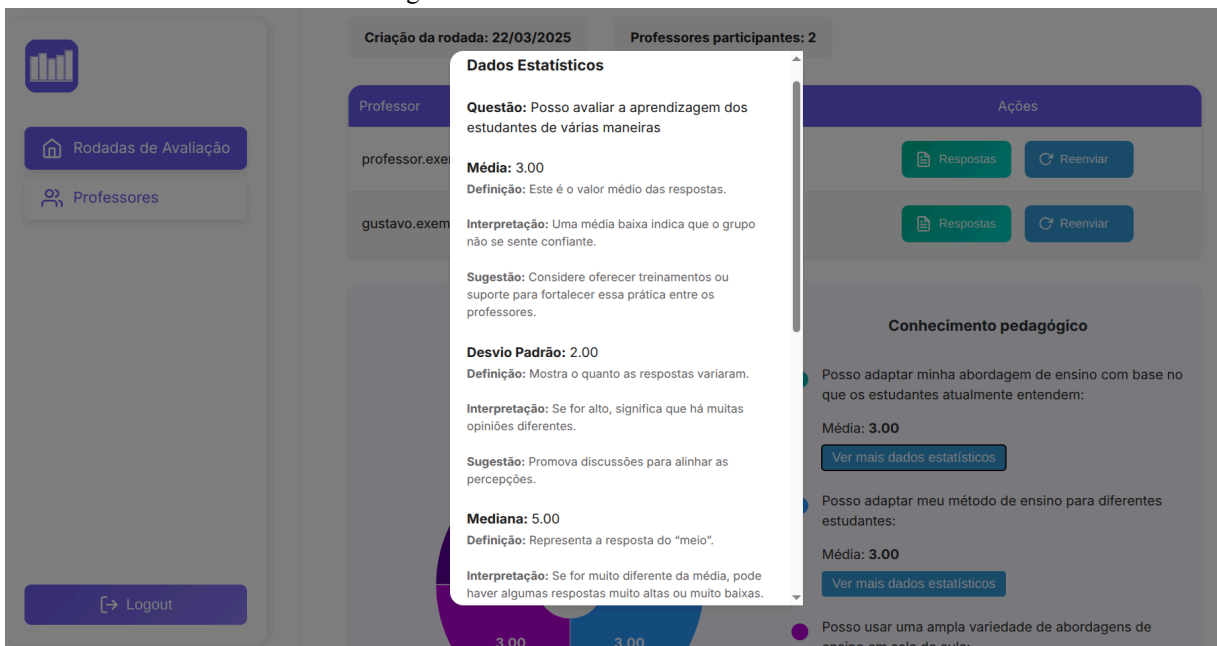 Criação da rodada: 22/03/2025
Professores participantes: 2
Rodadas de Avaliação
Professores
Logout
Professor
Ações
professor.exe
Respostas
Reenviar
gustavo.exem
Respostas
Reenviar
Dados Estatísticos
Questão: Posso avaliar a aprendizagem dos
estudantes de várias maneiras
Média: 3.00
Definição: Este é o valor médio das respostas.
Interpretação: Uma média baixa indica que o grupo
não se sente confiante.
Sugestão: Considere oferecer treinamentos ou
suporte para fortalecer essa prática entre os
professores.
Desvio Padrão: 2.00
Definição: Mostra o quanto as respostas variaram.
Interpretação: Se for alto, significa que há muitas
opiniões diferentes.
Sugestão: Promova discussões para alinhar as
percepções.
Mediana: 5.00
Definição: Representa a resposta do “meio”.
Interpretação: Se for muito diferente da média, pode
haver algumas respostas muito altas ou muito baixas.
3.00
3.00
Conhecimento pedagógico
Posso adaptar minha abordagem de ensino com base no
que os estudantes atualmente entendem:
Média: 3.00
Ver mais dados estatísticos
Posso adaptar meu método de ensino para diferentes
estudantes:
Média: 3.00
Ver mais dados estatísticos
Posso usar uma ampla variedade de abordagens de